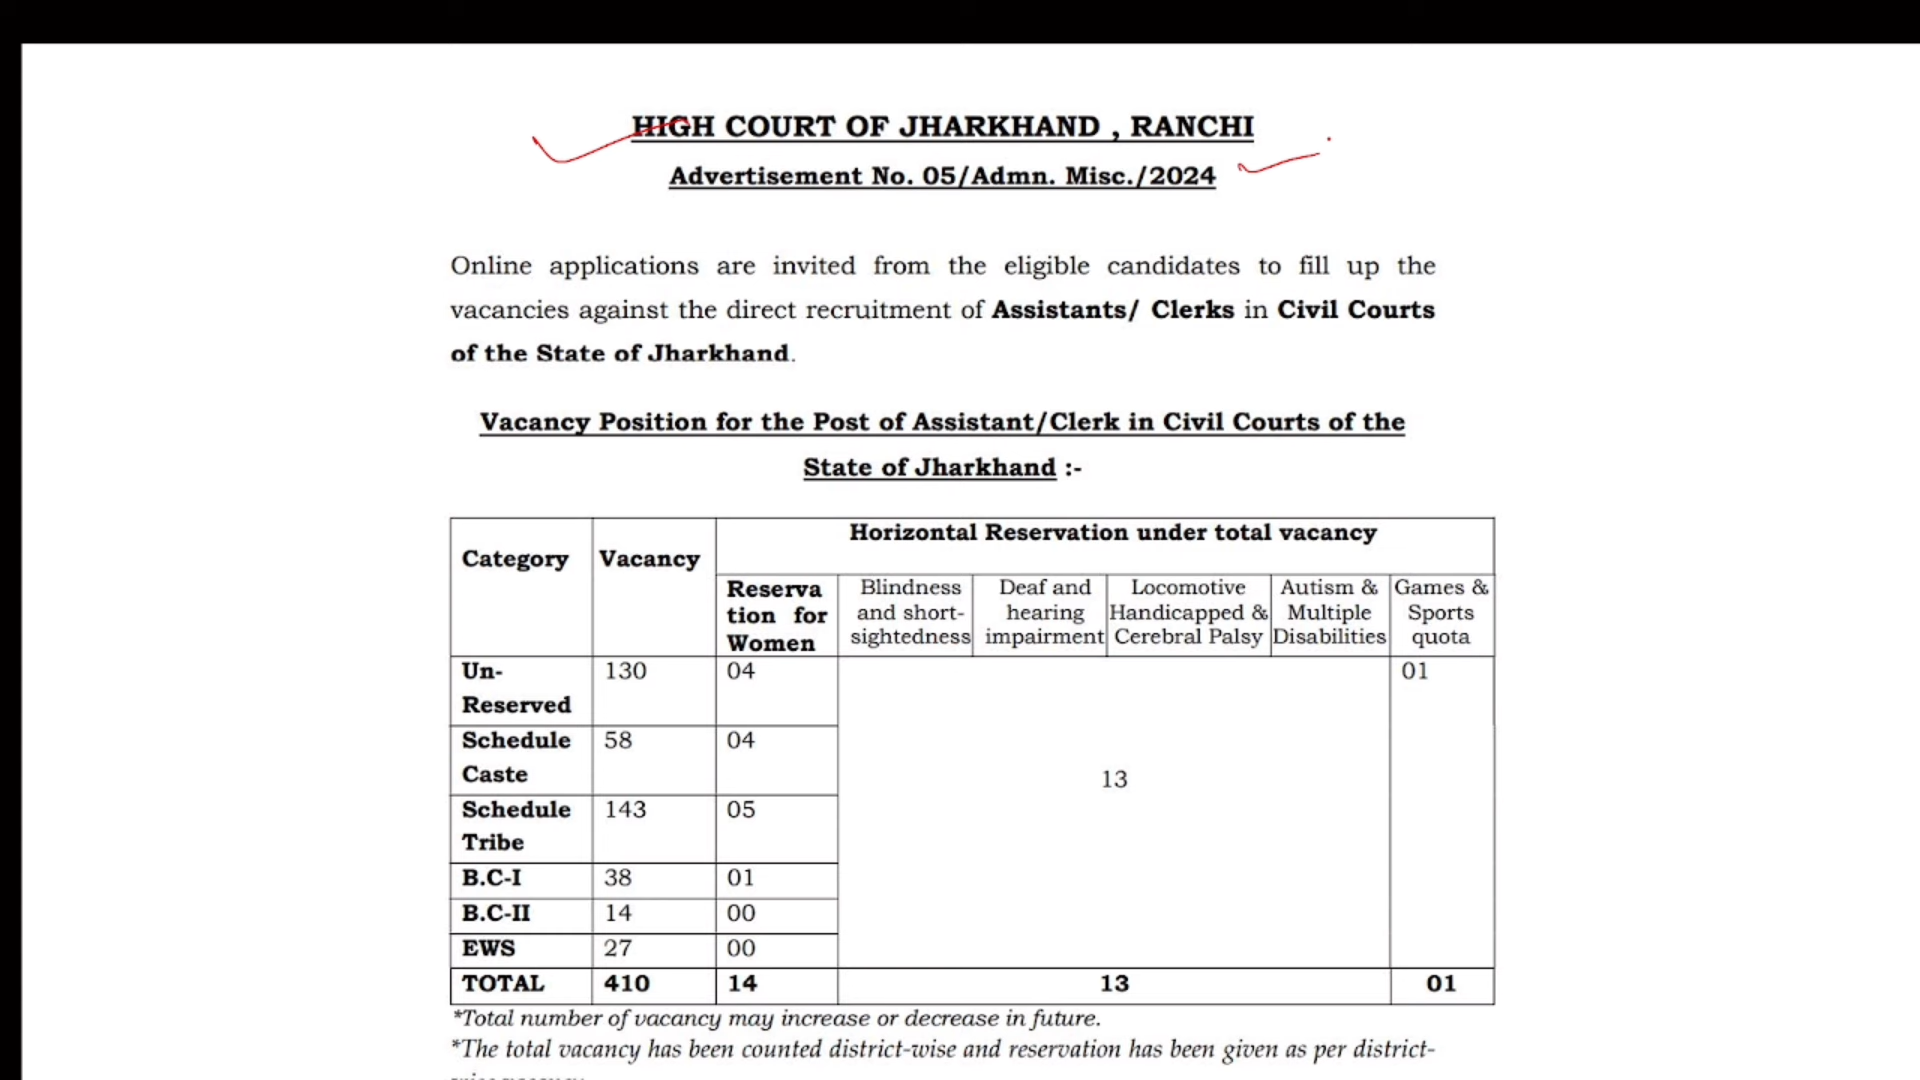 HIGH COURT OF JHARKHAND , RANCHI
Advertisement No. 05/Admn. Misc./2024
Online applications are invited from the eligible candidates to fill up the
vacancies against the direct recruitment of Assistants/ Clerks in Civil Courts
of the State of Jharkhand.
Vacancy Position for the Post of Assistant/Clerk in Civil Courts of the
State of Jharkhand :-
Category Vacancy Horizontal Reservation under total vacancy
Reserva Blindness Deaf and Locomotive Autism & Games &
tion for and short- hearing Handicapped & Multiple Sports
Women sightedness impairment Cerebral Palsy Disabilities quota
Un- 130 04 01
Reserved
Schedule 58 04
Caste 13
Schedule 143 05
Tribe
B.C-I 38 01
B.C-II 14 00
EWS 27 00
TOTAL 410 14 13 01
*Total number of vacancy may increase or decrease in future.
*The total vacancy has been counted district-wise and reservation has been given as per district-